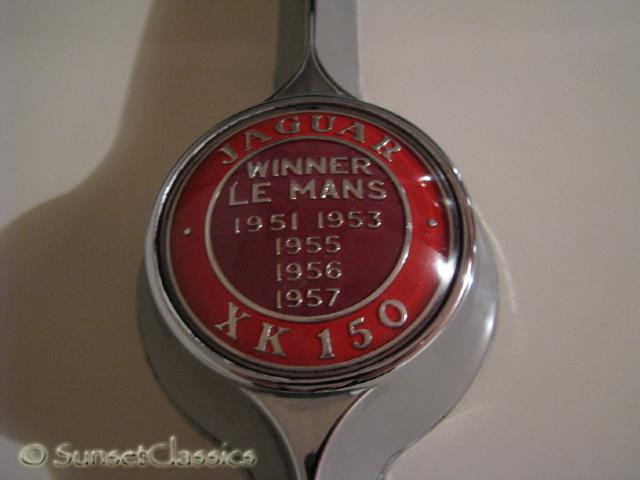 JAGUAR
WINNER
LE MANS
1951 1953
1955
1956
1957
XK 150
© SunsetClassics